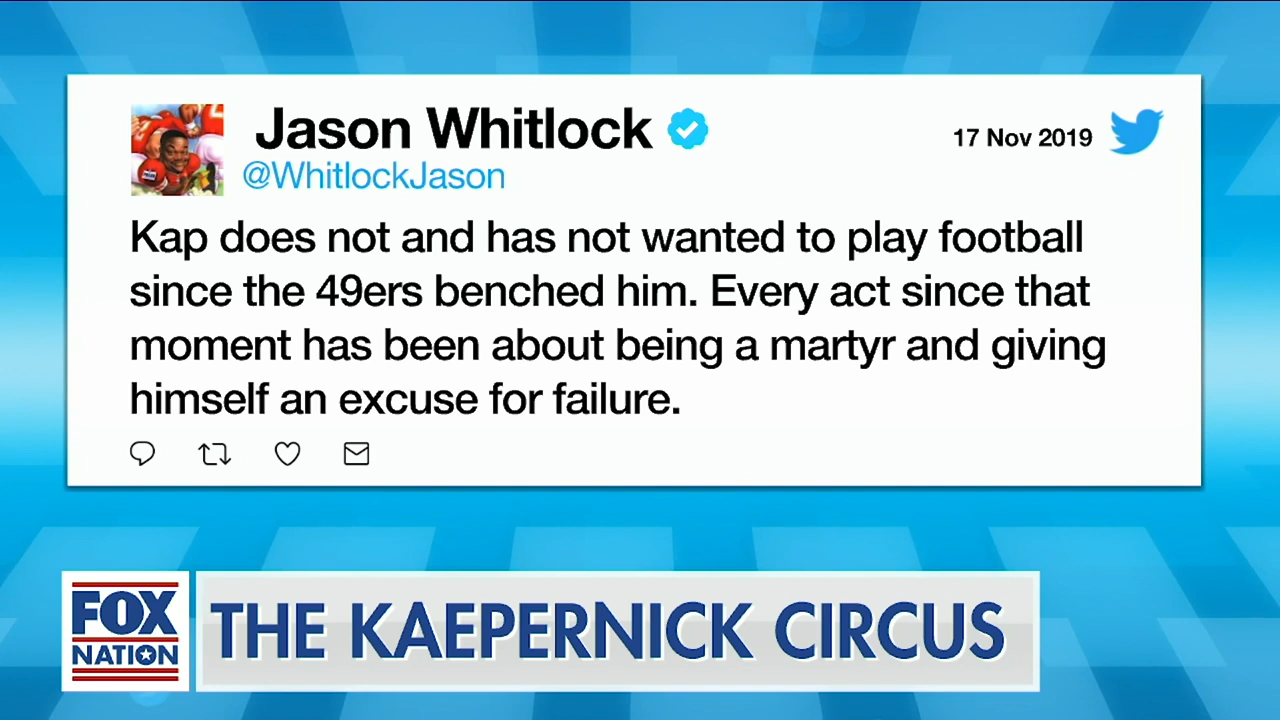 Jason Whitlock
17 Nov 2019
@WhitlockJason
Kap does not and has not wanted to play football
since the 49ers benched him. Every act since that
moment has been about being a martyr and giving
himself an excuse for failure.
FOX
NATION
THE KAEPERNICK CIRCUS